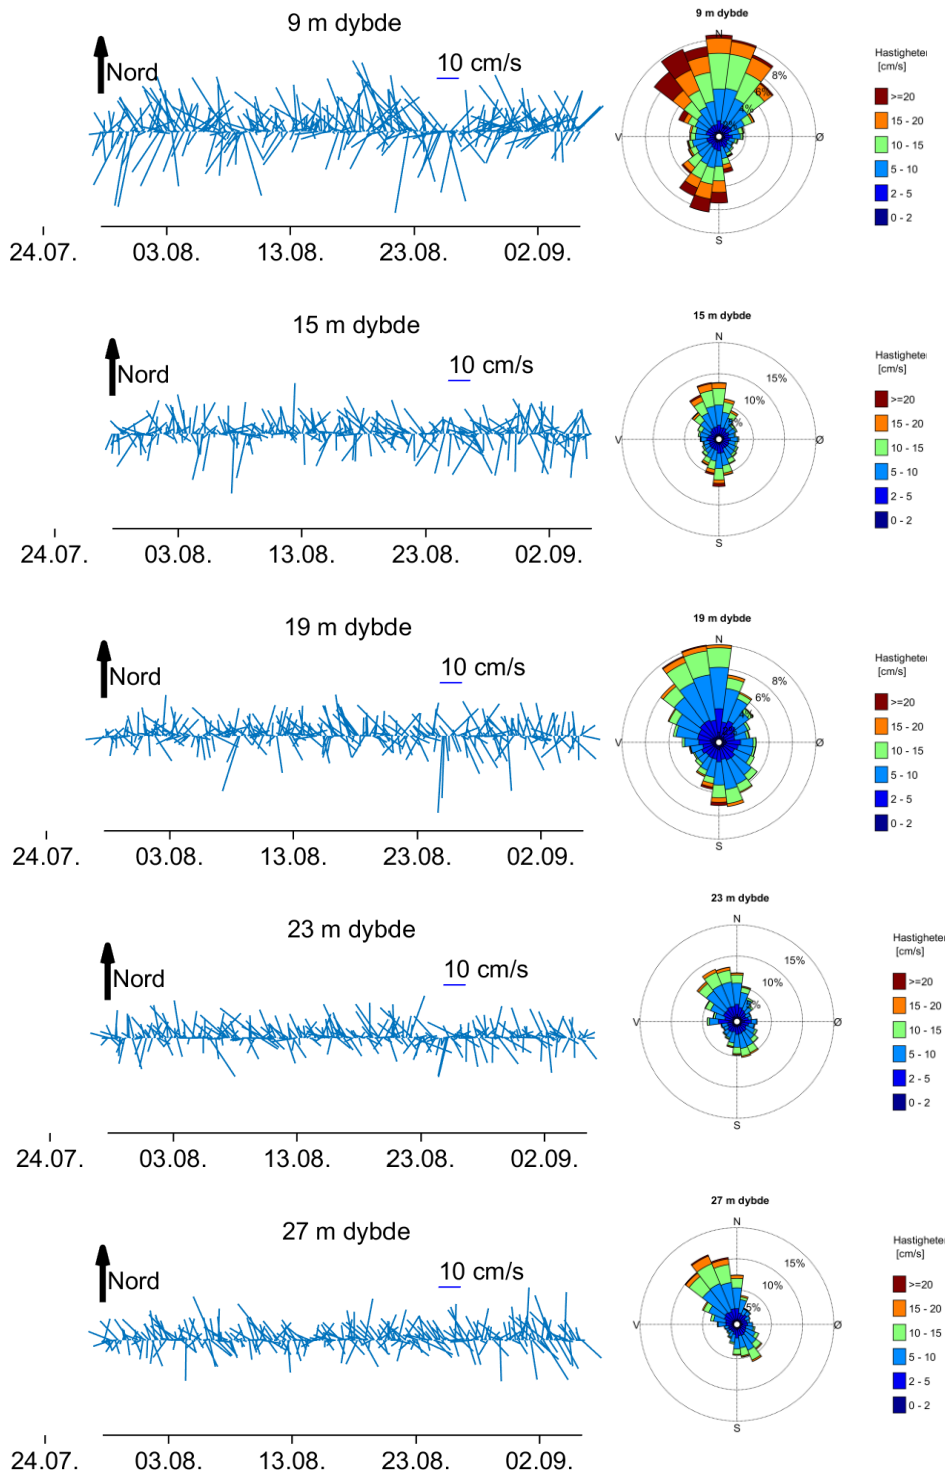 9 m dybde
Nord
10 cm/s
24.07.
03.08.
13.08.
23.08.
02.09.
9 m dybde
N
8%
6%
4%
V
Ø
S
Hastigheter
[cm/s]
>=20
15 - 20
10 - 15
5 - 10
2 - 5
0 - 2
15 m dybde
Nord
10 cm/s
24.07.
03.08.
13.08.
23.08.
02.09.
15 m dybde
N
15%
10%
V
Ø
S
Hastigheter
[cm/s]
>=20
15 - 20
10 - 15
5 - 10
2 - 5
0 - 2
19 m dybde
Nord
10 cm/s
24.07.
03.08.
13.08.
23.08.
02.09.
19 m dybde
N
8%
6%
V
Ø
S
Hastigheter
[cm/s]
>=20
15 - 20
10 - 15
5 - 10
2 - 5
0 - 2
23 m dybde
Nord
10 cm/s
24.07.
03.08.
13.08.
23.08.
02.09.
23 m dybde
N
15%
10%
V
Ø
S
Hastigheter
[cm/s]
>=20
15 - 20
10 - 15
5 - 10
2 - 5
0 - 2
27 m dybde
Nord
10 cm/s
24.07.
03.08.
13.08.
23.08.
02.09.
27 m dybde
N
15%
10%
5%
V
Ø
S
Hastigheter
[cm/s]
>=20
15 - 20
10 - 15
5 - 10
2 - 5
0 - 2